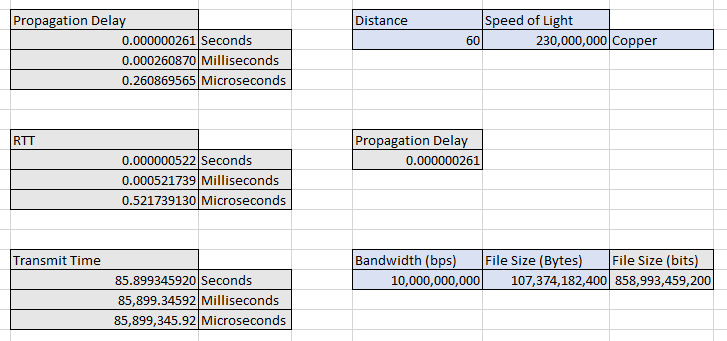 Propagation Delay Distance Speed of Light
0.000000261 Seconds 60 230,000,000 Copper
0.000260870 Milliseconds
0.260869565 Microseconds
RTT Propagation Delay
0.000000522 Seconds 0.000000261
0.000521739 Milliseconds
0.521739130 Microseconds
Transmit Time Bandwidth (bps) File Size (Bytes) File Size (bits)
85.899345920 Seconds 10,000,000,000 107,374,182,400 858,993,459,200
85,899.34592 Milliseconds
85,899,345.92 Microseconds